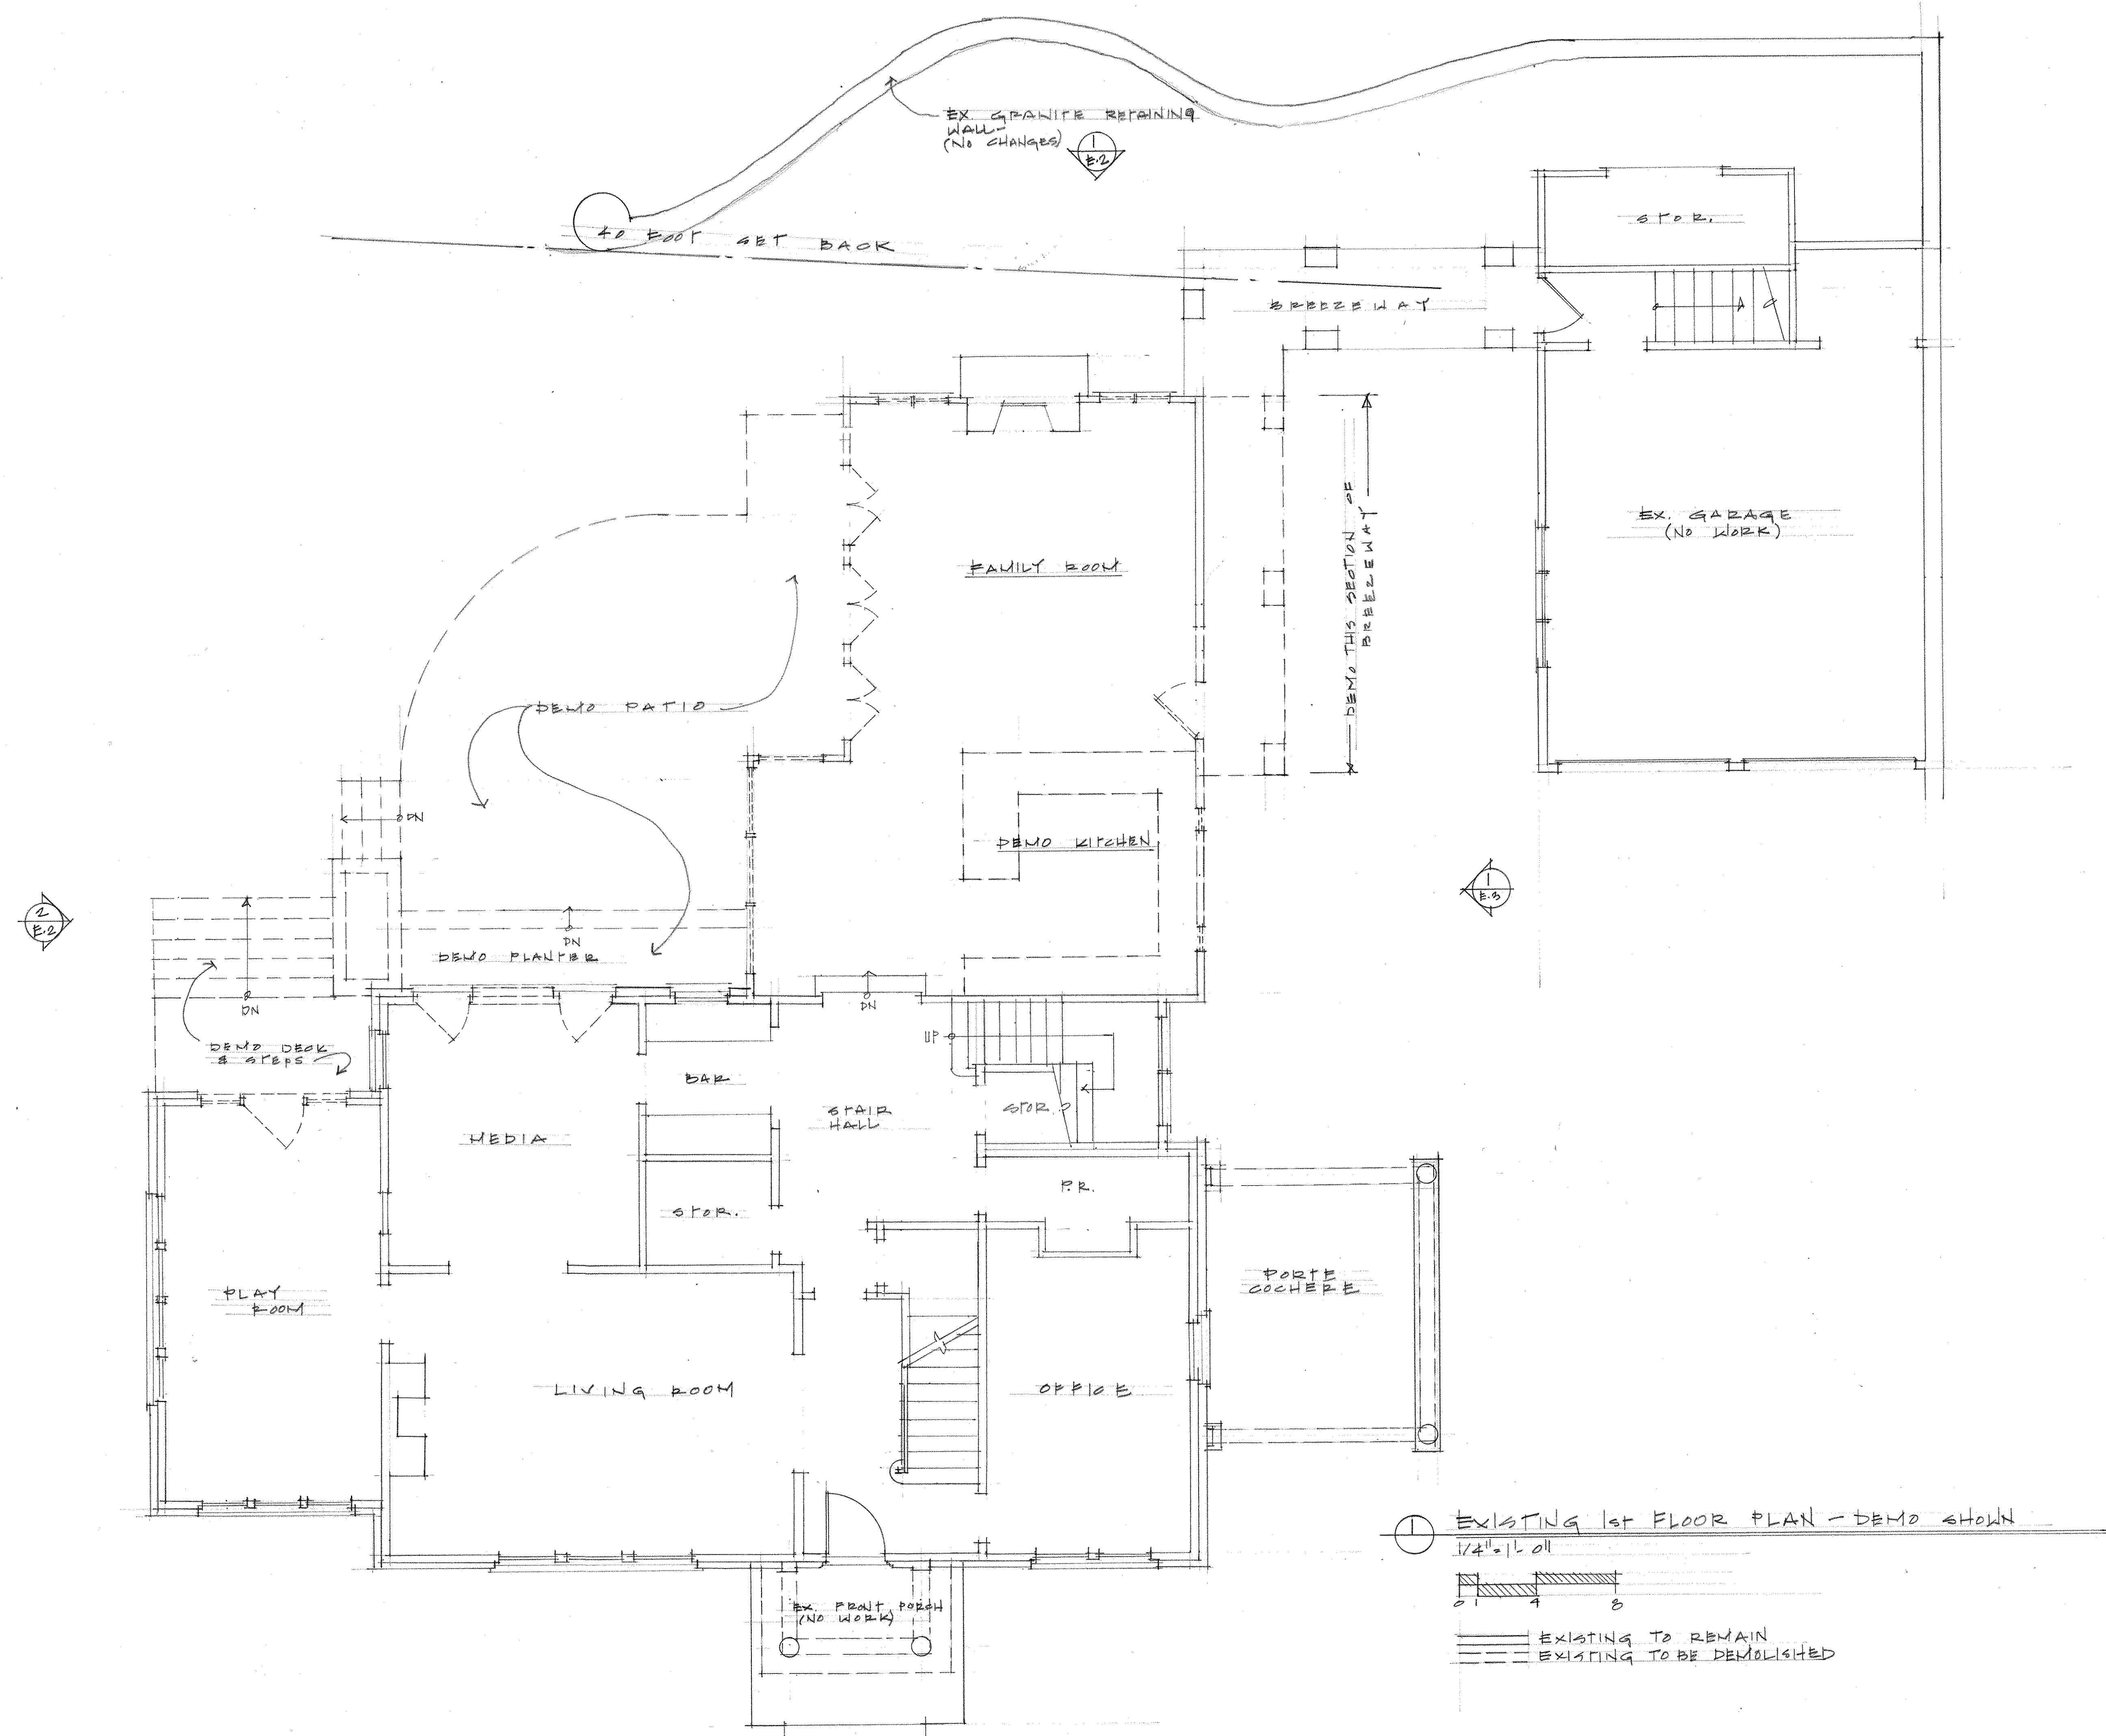 EX. GRANITE RETAINING
WALL-
(NO CHANGES)
1
E.2
40 FOOT SET BACK
STOR.
BREEZEWAY
DEMO THIS SECTION OF
BREEZEWAY
EX. GARAGE
(NO WORK)
FAMILY ROOM
DEMO PATIO
DN
DEMO KITCHEN
1
E.3
2
E.2
DN
DEMO PLANTER
DN
DN
DEMO DECK
& STEPS
UP
BAR
STAIR
HALL
STOR.
MEDIA
P.R.
STOR.
PLAY
ROOM
PORTE
COCHERE
LIVING ROOM
OFFICE
EX. FRONT PORCH
(NO WORK)
1
EXISTING 1st FLOOR PLAN - DEMO SHOWN
1/4"=1'-0"
0 1 4 8
EXISTING TO REMAIN
EXISTING TO BE DEMOLISHED